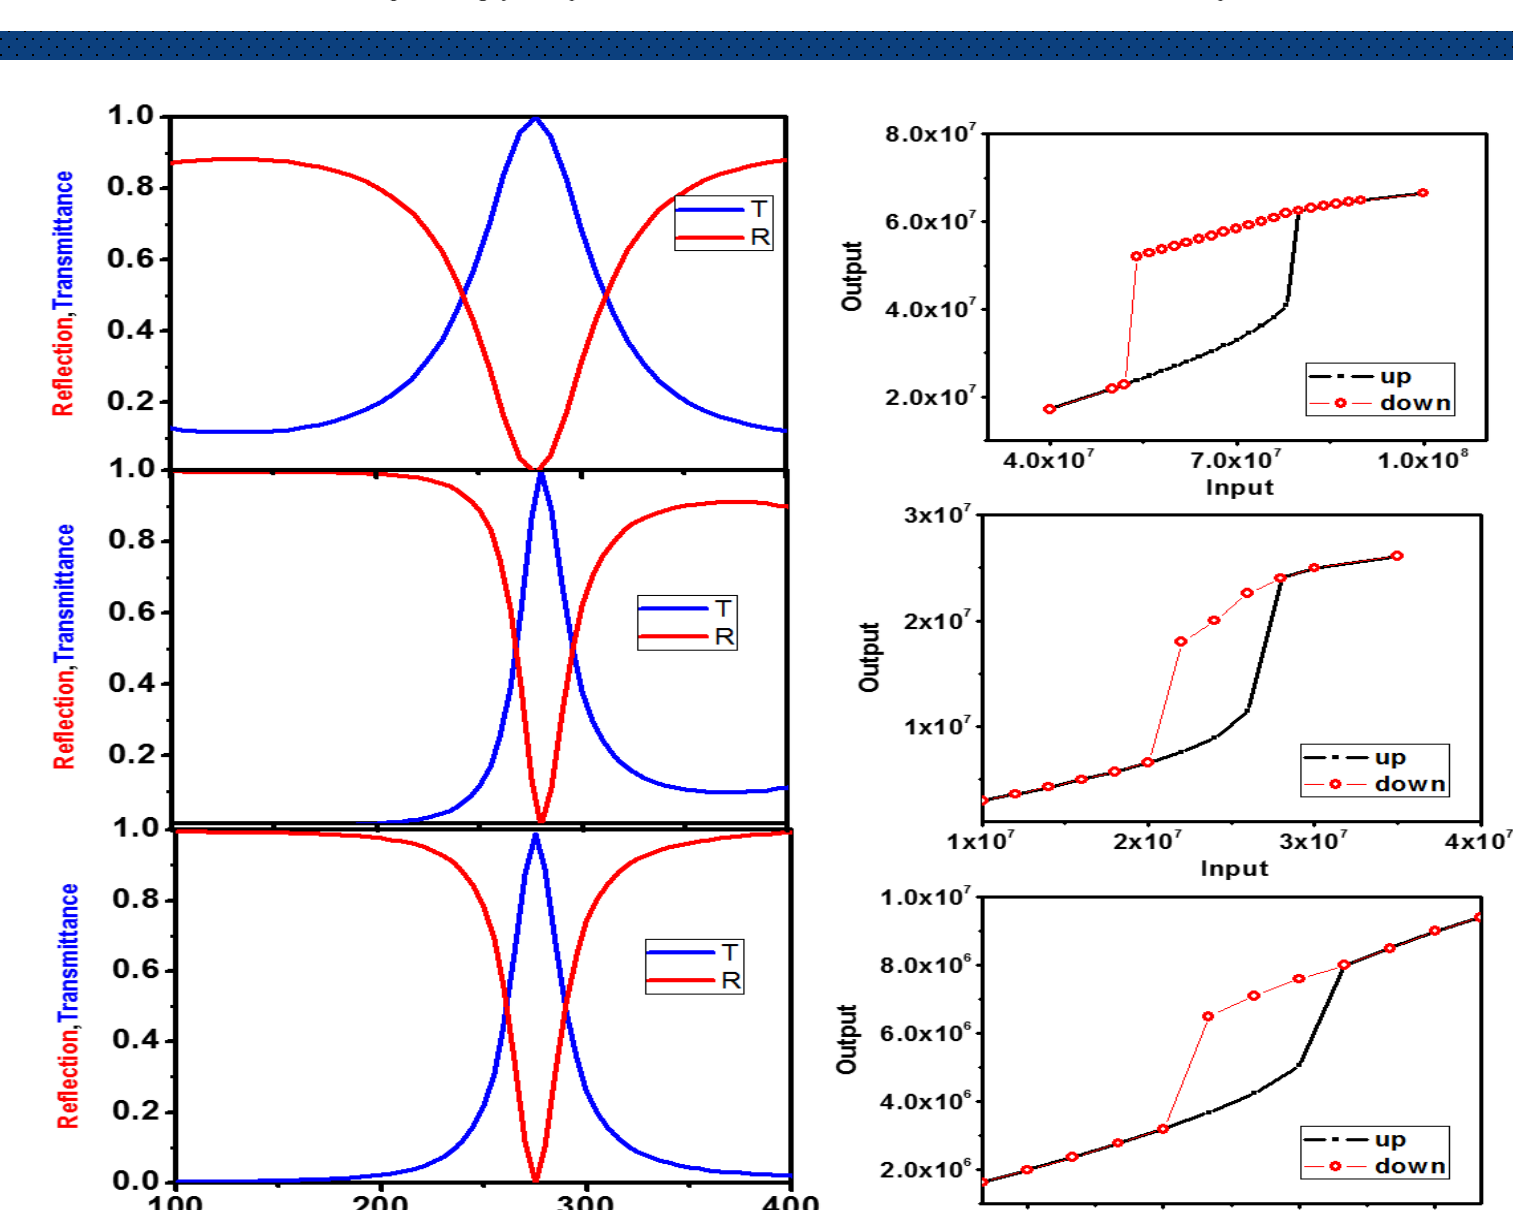 1.0
0.8
0.6
0.4
0.2
Reflection,Transmittance
T
R
1.0
0.8
0.6
0.4
0.2
Reflection,Transmittance
T
R
1.0
0.8
0.6
0.4
0.2
0.0
Reflection,Transmittance
T
R
100 200 300 400
8.0x10⁷
6.0x10⁷
4.0x10⁷
2.0x10⁷
Output
up
down
4.0x10⁷ 7.0x10⁷ 1.0x10⁸
Input
3x10⁷
2x10⁷
1x10⁷
Output
up
down
1x10⁷ 2x10⁷ 3x10⁷ 4x10⁷
Input
1.0x10⁷
8.0x10⁶
6.0x10⁶
4.0x10⁶
2.0x10⁶
Output
up
down